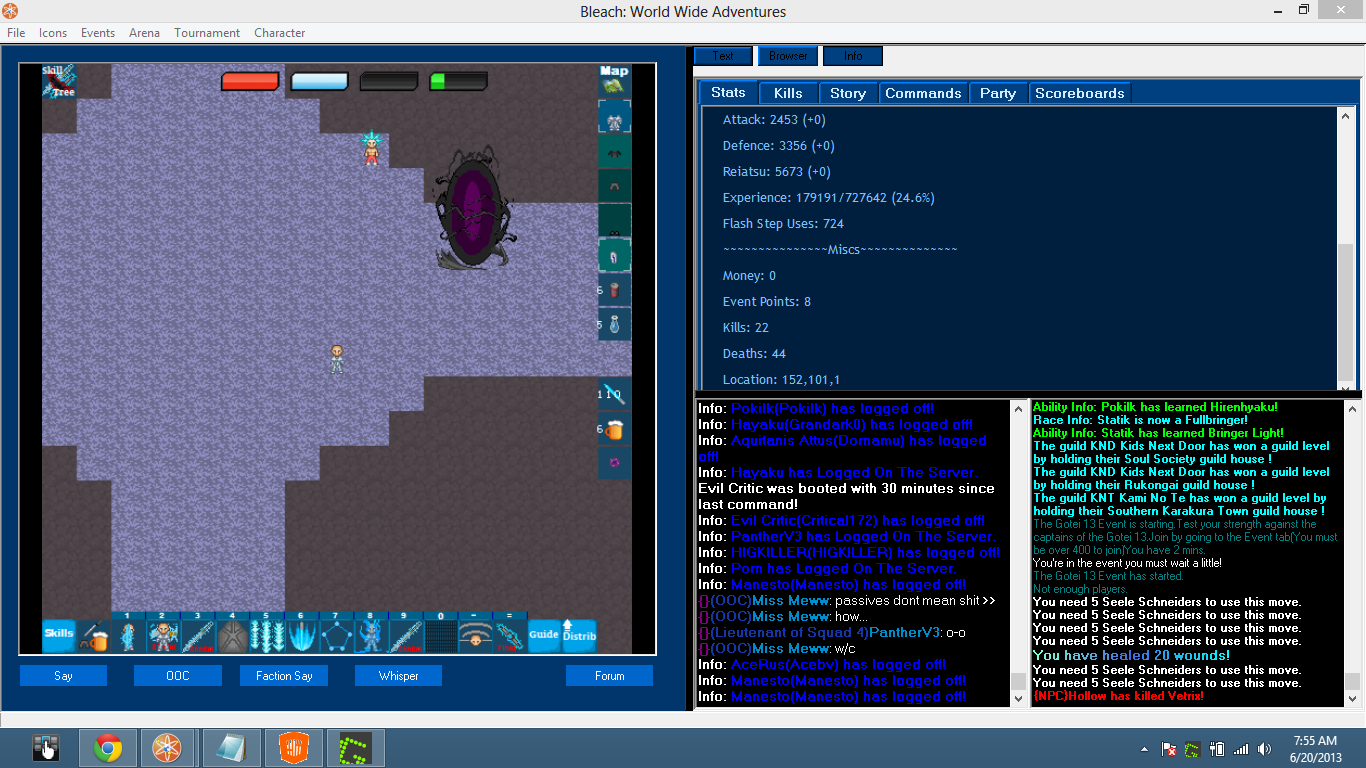 Bleach: World Wide Adventures
File Icons Events Arena Tournament Character
Skill
Tree
Map
6
5
110
6
1 2 3 4 5 6 7 8 9 0 - =
Skills
Guide
Distrib
Say OOC Faction Say Whisper Forum
Text Browser Info
Stats Kills Story Commands Party Scoreboards
Attack: 2453 (+0)
Defence: 3356 (+0)
Reiatsu: 5673 (+0)
Experience: 179191/727642 (24.6%)
Flash Step Uses: 724
~~~~~~~~~~~~~~~Miscs~~~~~~~~~~~~~~
Money: 0
Event Points: 8
Kills: 22
Deaths: 44
Location: 152,101,1
Info: Pokilk(Pokilk) has logged off!
Info: Hayaku(Grandark0) has logged off!
Info: Aquitanis Attus(Dornamu) has logged
off!
Info: Hayaku has Logged On The Server.
Evil Critic was booted with 30 minutes since
last command!
Info: Evil Critic(Critical172) has logged off!
Info: PantherV3 has Logged On The Server.
Info: HIGKILLER(HIGKILLER) has logged off!
Info: Porn has Logged On The Server.
Info: Manesto(Manesto) has logged off!
{}(OOC)Miss Meww: passives dont mean shit >>
{}(OOC)Miss Meww: how...
{}(Lieutenant of Squad 4)PantherV3: o-o
{}(OOC)Miss Meww: w/c
Info: AceRus(Acebv) has logged off!
Info: Manesto(Manesto) has logged off!
Info: Manesto(Manesto) has logged off!
Ability Info: Pokilk has learned Hirenhyaku!
Race Info: Statik is now a Fullbringer!
Ability Info: Statik has learned Bringer Light!
The guild KND Kids Next Door has won a guild level
by holding their Soul Society guild house !
The guild KND Kids Next Door has won a guild level
by holding their Rukongai guild house !
The guild KNT Kami No Te has won a guild level by
holding their Southern Karakura Town guild house !
The Gotei 13 Event is starting.Test your strength against the
captains of the Gotei 13.Join by going to the Event tab(You must
be over 400 to join)You have 2 mins.
You're in the event you must wait a little!
The Gotei 13 Event has started.
Not enough players.
You need 5 Seele Schneiders to use this move.
You need 5 Seele Schneiders to use this move.
You need 5 Seele Schneiders to use this move.
You need 5 Seele Schneiders to use this move.
You have healed 20 wounds!
You need 5 Seele Schneiders to use this move.
You need 5 Seele Schneiders to use this move.
(NPC)Hollow has killed Vetrix!
7:55 AM
6/20/2013